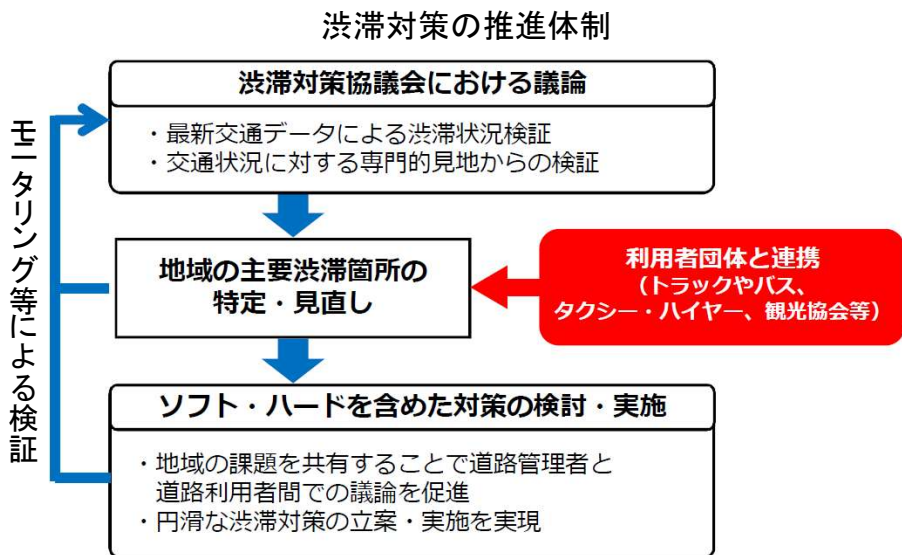 渋滞対策の推進体制
渋滞対策協議会における議論
・最新交通データによる渋滞状況検証
・交通状況に対する専門的見地からの検証
モニタリング等による検証
地域の主要渋滞箇所の
特定・見直し
利用者団体と連携
(トラックやバス、
タクシー・ハイヤー、観光協会等)
ソフト・ハードを含めた対策の検討・実施
・地域の課題を共有することで道路管理者と
道路利用者間での議論を促進
・円滑な渋滞対策の立案・実施を実現